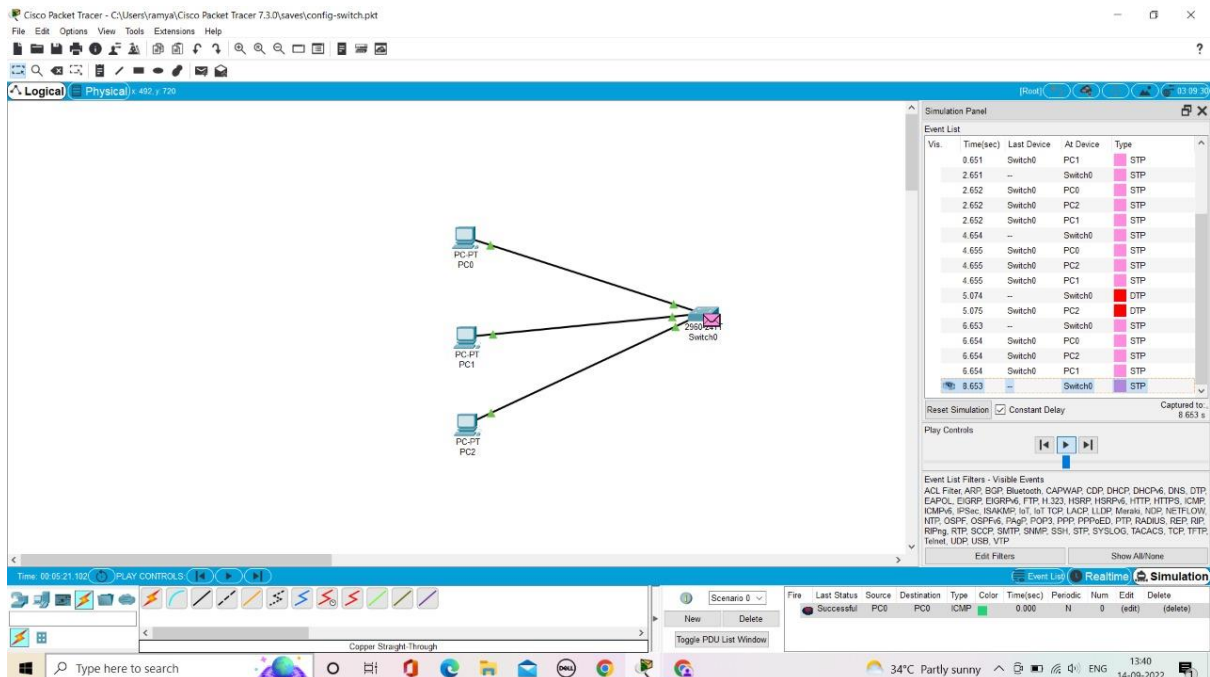 Cisco Packet Tracer - C:\Users\ramya\Cisco Packet Tracer 7.3.0\saves\config-switch.pkt
File Edit Options View Tools Extensions Help
?
Logical Physical x: 492, y: 720
[Root] 03:09:30
PC-PT
PC0
PC-PT
PC1
PC-PT
PC2
2960-24TT
Switch0
Simulation Panel
Event List
Vis. Time(sec) Last Device At Device Type
0.651 Switch0 PC1 STP
2.651 -- Switch0 STP
2.652 Switch0 PC0 STP
2.652 Switch0 PC2 STP
2.652 Switch0 PC1 STP
4.654 -- Switch0 STP
4.655 Switch0 PC0 STP
4.655 Switch0 PC2 STP
4.655 Switch0 PC1 STP
5.074 -- Switch0 DTP
5.075 Switch0 PC2 DTP
6.653 -- Switch0 STP
6.654 Switch0 PC0 STP
6.654 Switch0 PC2 STP
6.654 Switch0 PC1 STP
8.653 -- Switch0 STP
Reset Simulation Constant Delay Captured to:
8.653 s
Play Controls
Event List Filters - Visible Events
ACL Filter, ARP, BGP, Bluetooth, CAPWAP, CDP, DHCP, DHCPv6, DNS, DTP,
EAPOL, EIGRP, EIGRPv6, FTP, H.323, HSRP, HSRPv6, HTTP, HTTPS, ICMP,
ICMPv6, IPSec, ISAKMP, IoT, IoT TCP, LACP, LLDP, Meraki, NDP, NETFLOW,
NTP, OSPF, OSPFv6, PAgP, POP3, PPP, PPPoED, PTP, RADIUS, REP, RIP,
RIPng, RTP, SCCP, SMTP, SNMP, SSH, STP, SYSLOG, TACACS, TCP, TFTP,
Telnet, UDP, USB, VTP
Edit Filters Show All/None
Time: 00:05:21.102 PLAY CONTROLS:
Event List Realtime Simulation
Copper Straight-Through
Scenario 0
New Delete
Toggle PDU List Window
Fire Last Status Source Destination Type Color Time(sec) Periodic Num Edit Delete
Successful PC0 PC0 ICMP 0.000 N 0 (edit) (delete)
Type here to search
DELL
34°C Partly sunny ENG 13:40
14-09-2022